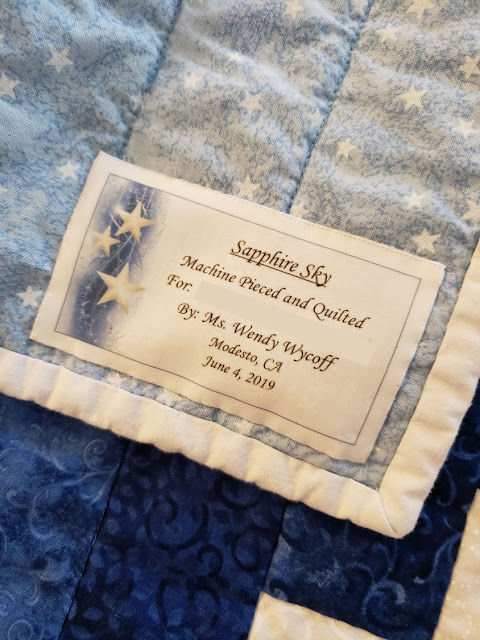 Sapphire Sky
Machine Pieced and Quilted
For:
By: Ms. Wendy Wycoff
Modesto, CA
June 4, 2019